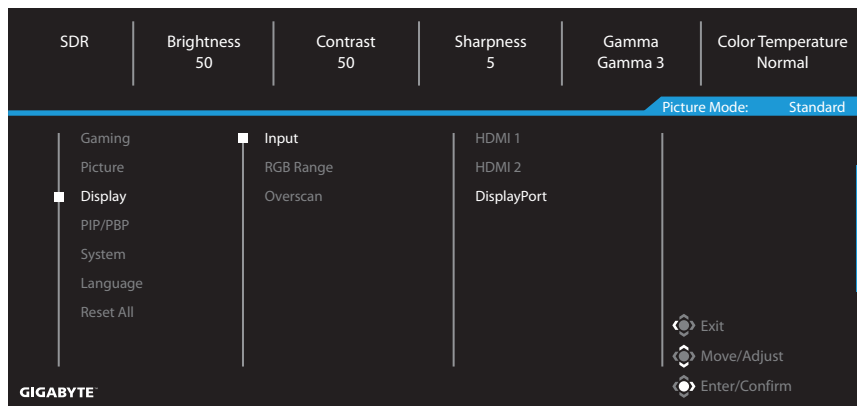 SDR Brightness Contrast Sharpness Gamma Color Temperature
50 50 5 Gamma 3 Normal
Picture Mode: Standard
Gaming Input HDMI 1
Picture RGB Range HDMI 2
Display Overscan DisplayPort
PIP/PBP
System
Language
Reset All
Exit
Move/Adjust
GIGABYTE Enter/Confirm